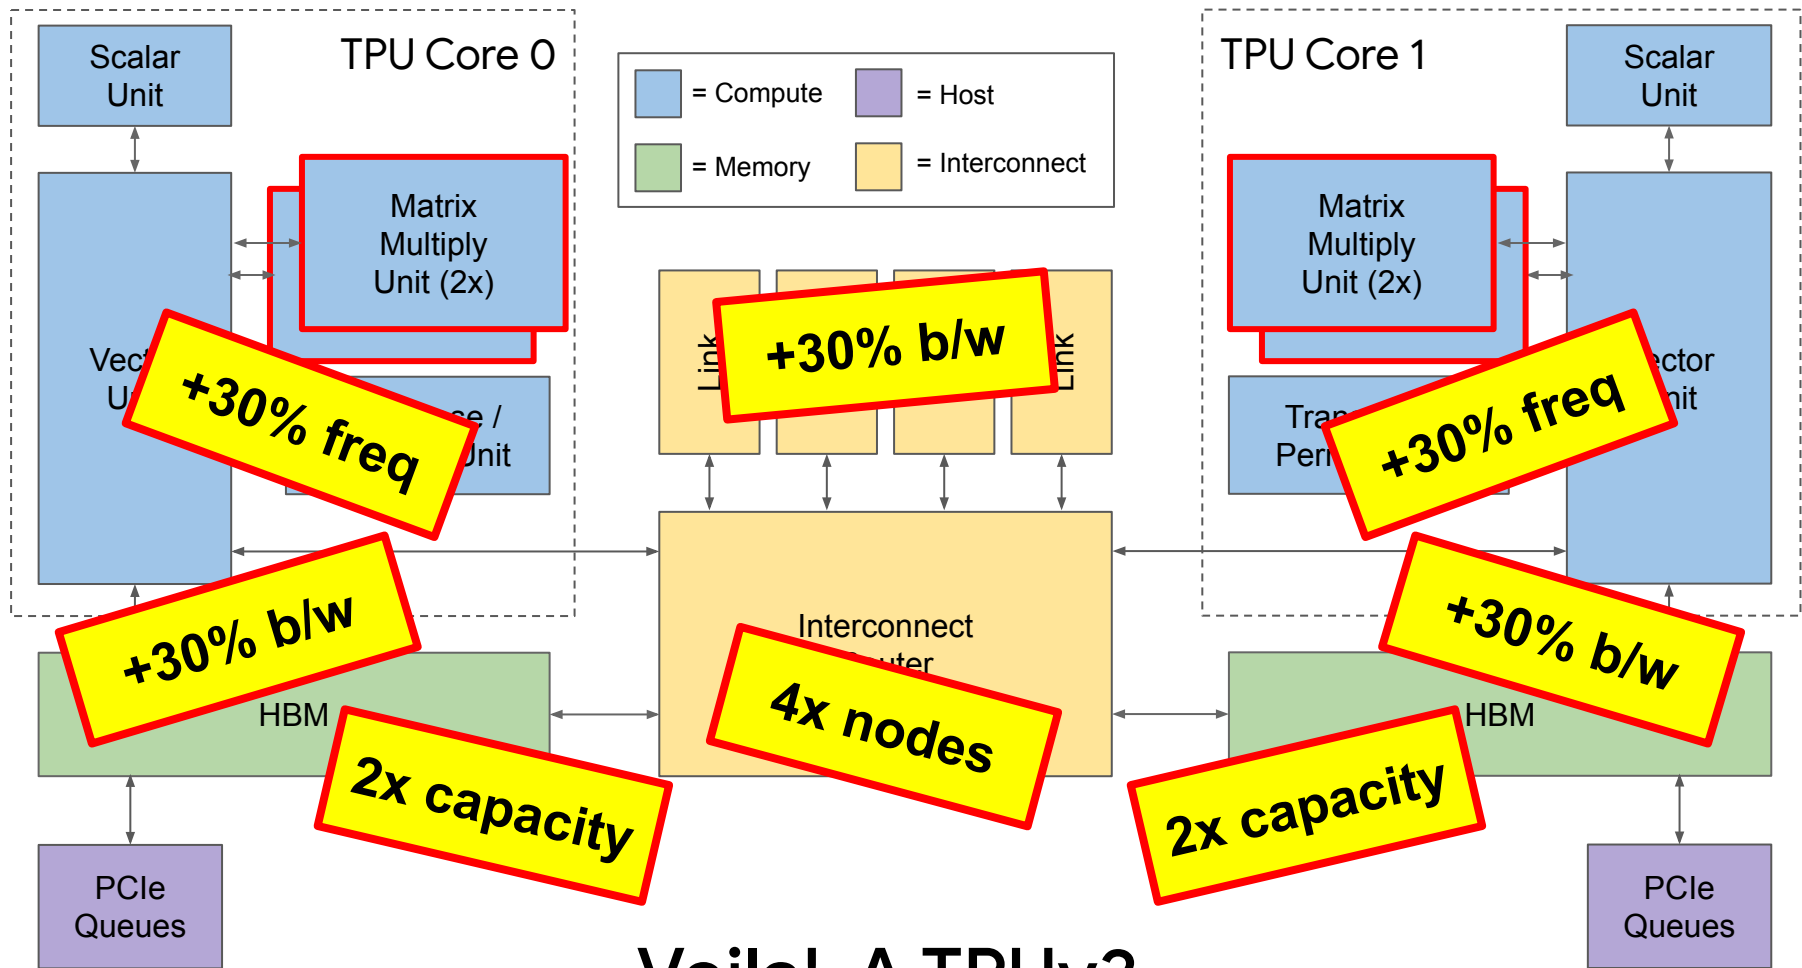 TPU Core 0
Scalar
Unit
Matrix
Multiply
Unit (2x)
+30% freq
Unit
+30% b/w
HBM
2x capacity
PCIe
Queues
= Compute
= Host
= Memory
= Interconnect
Link
+30% b/w
Link
Interconnect
4x nodes
TPU Core 1
Scalar
Unit
Matrix
Multiply
Unit (2x)
+30% freq
+30% b/w
HBM
2x capacity
PCIe
Queues